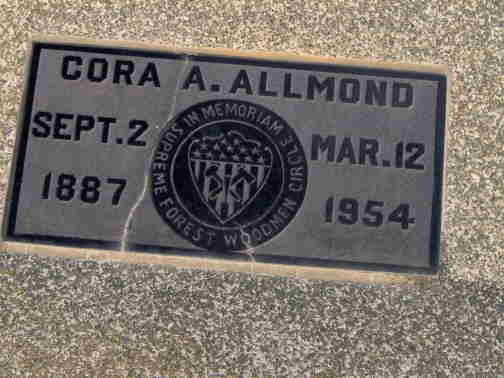 CORA A. ALLMOND
SEPT. 2
1887
IN MEMORIAM
SUPREME FOREST WOODMEN CIRCLE
MAR. 12
1954